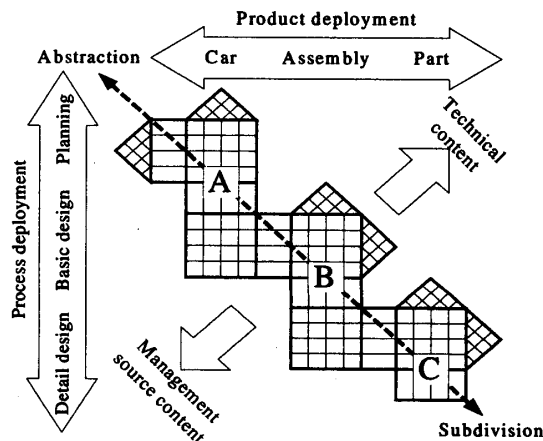 Product deployment
Car Assembly Part
Abstraction
Technical
content
Process deployment
Planning
Basic design
Detail design
A
B
C
Management
source content
Subdivision